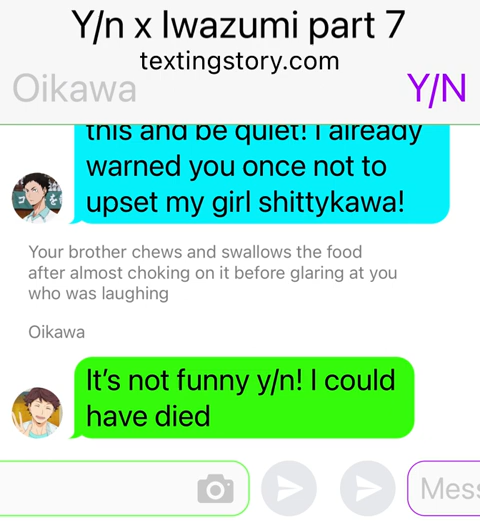 Y/n x Iwazumi part 7
textingstory.com
Oikawa
Y/N
this and be quiet! I already
warned you once not to
upset my girl shittykawa!
Your brother chews and swallows the food
after almost choking on it before glaring at you
who was laughing
Oikawa
It's not funny y/n! I could
have died
Mess